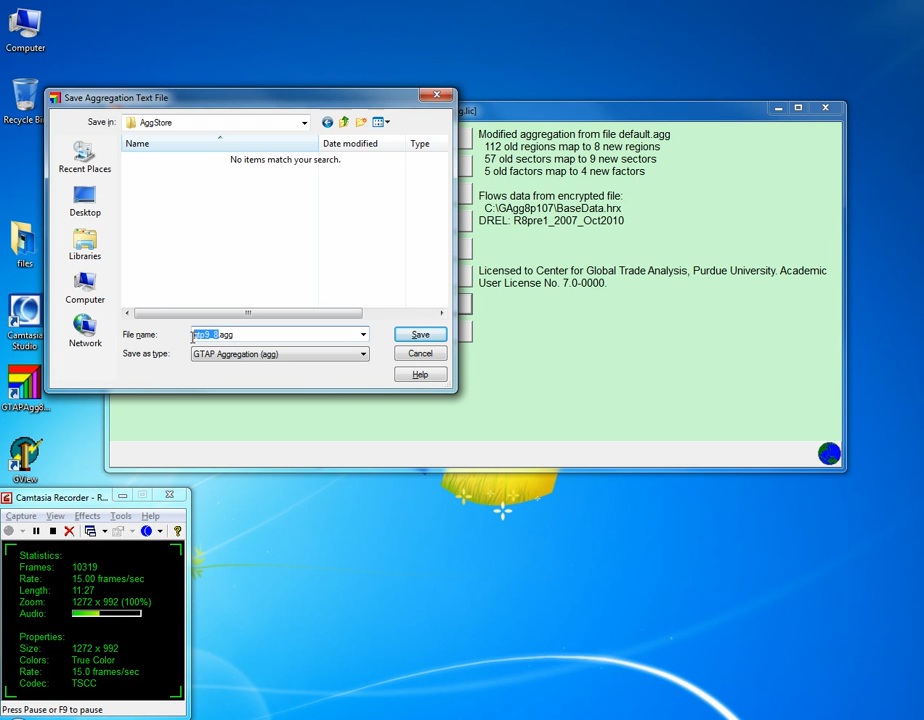 Computer
Recycle Bi
files
Camtasia
Studio
GTAPAgg8...
GView
Save Aggregation Text File
Save in:
AggStore
Name
Date modified
Type
No items match your search.
Recent Places
Desktop
Libraries
Computer
Network
File name:
.agg
Save as type:
GTAP Aggregation (agg)
Save
Cancel
Help
g.lic]
Modified aggregation from file default.agg
112 old regions map to 8 new regions
57 old sectors map to 9 new sectors
5 old factors map to 4 new factors
Flows data from encrypted file:
C:\GAgg8p107\BaseData.hrx
DREL: R8pre1_2007_Oct2010
Licensed to Center for Global Trade Analysis, Purdue University. Academic
User License No. 7.0-0000.
Camtasia Recorder - R...
Capture View Effects Tools Help
Statistics:
Frames: 10319
Rate: 15.00 frames/sec
Length: 11:27
Zoom: 1272 x 992 (100%)
Audio:
Properties:
Size: 1272 x 992
Colors: True Color
Rate: 15.0 frames/sec
Codec: TSCC
Press Pause or F9 to pause